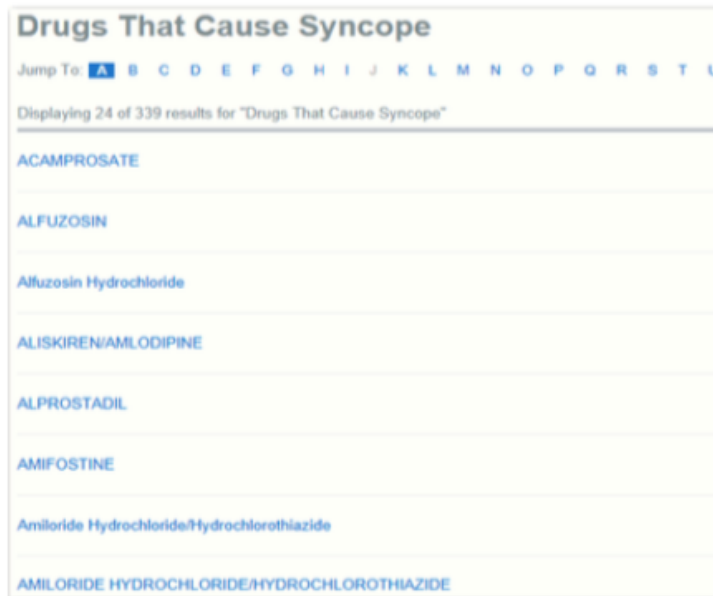 Drugs That Cause Syncope
Jump To: A B C D E F G H I J K L M N O P Q R S T U
Displaying 24 of 339 results for "Drugs That Cause Syncope"
ACAMPROSATE
ALFUZOSIN
Alfuzosin Hydrochloride
ALISKIREN/AMLODIPINE
ALPROSTADIL
AMIFOSTINE
Amiloride Hydrochloride/Hydrochlorothiazide
AMILORIDE HYDROCHLORIDE/HYDROCHLOROTHIAZIDE